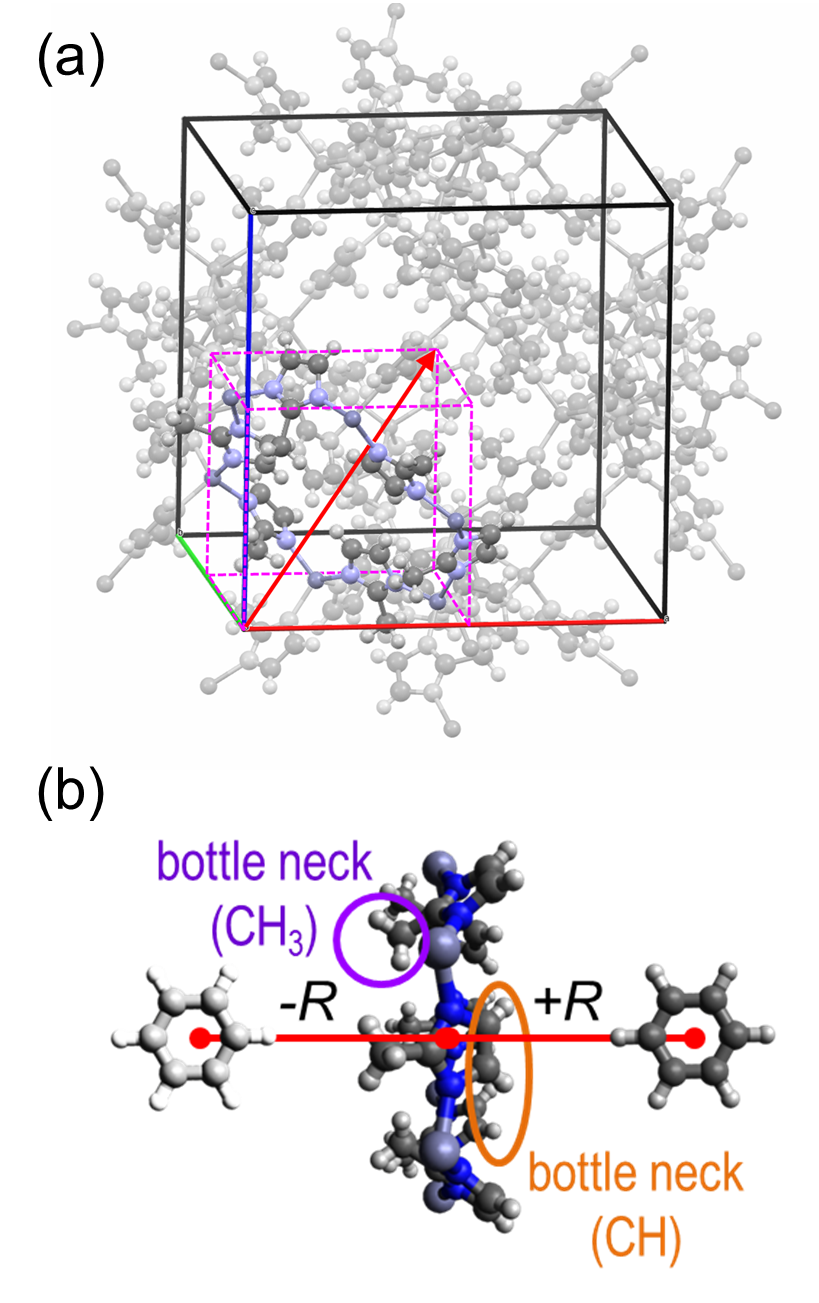 (a)
(b)
bottle neck
(CH₃)
-R
+R
bottle neck
(CH)